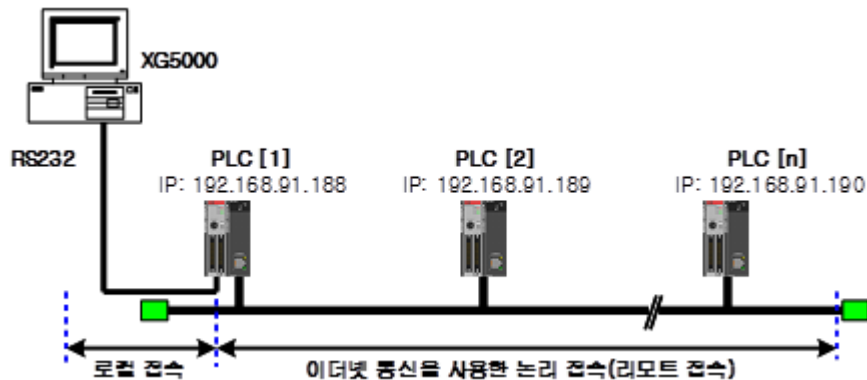 XG5000
RS232
PLC [1]
IP: 192.168.91.188
PLC [2]
IP: 192.168.91.189
PLC [n]
IP: 192.168.91.190
로컬 접속
이더넷 통신을 사용한 논리 접속(리모트 접속)